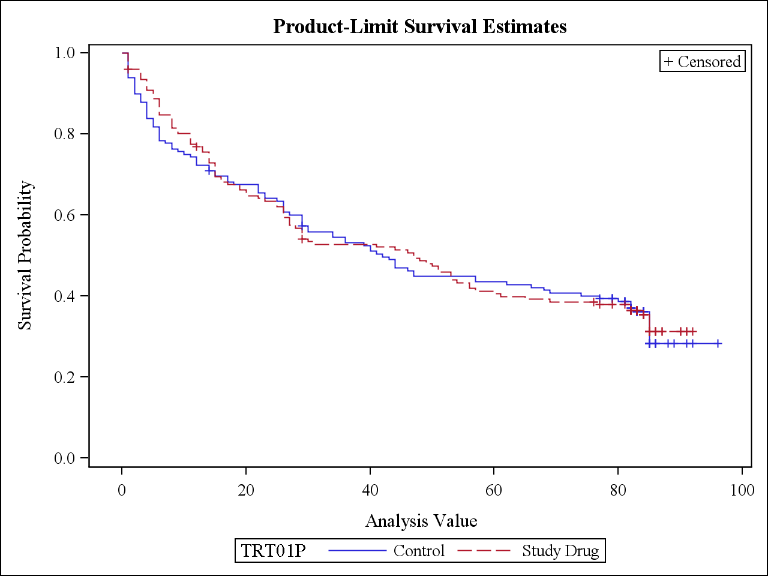 Product-Limit Survival Estimates
+ Censored
1.0
0.8
0.6
0.4
0.2
0.0
Survival Probability
0 20 40 60 80 100
Analysis Value
TRT01P Control Study Drug